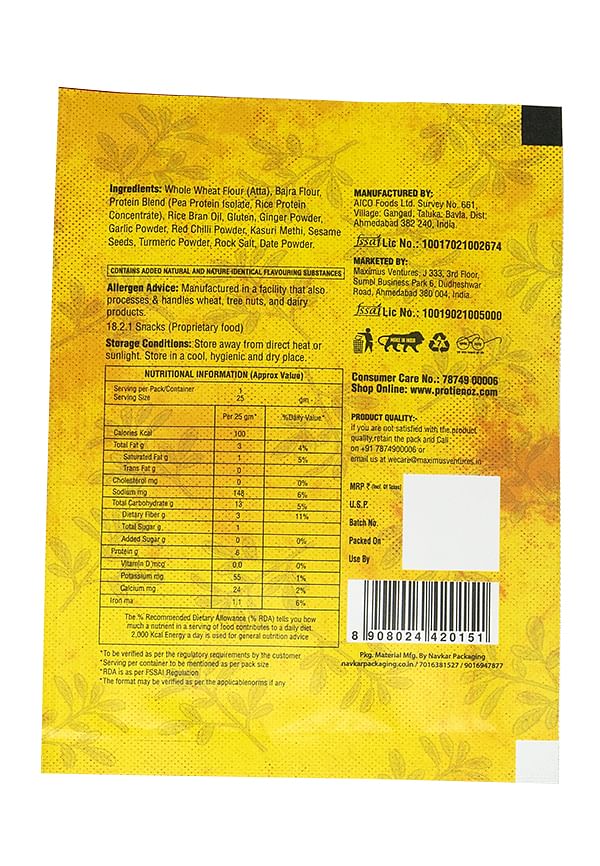 Ingredients: Whole Wheat Flour (Atta), Bajra Flour,
Protein Blend (Pea Protein Isolate, Rice Protein
Concentrate), Rice Bran Oil, Gluten, Ginger Powder,
Garlic Powder, Red Chilli Powder, Kasuri Methi, Sesame
Seeds, Turmeric Powder, Rock Salt, Date Powder.
CONTAINS ADDED NATURAL AND NATURE IDENTICAL FLAVOURING SUBSTANCES
Allergen Advice: Manufactured in a facility that also
processes & handles wheat, tree nuts, and dairy
products.
18.2.1 Snacks (Proprietary food)
Storage Conditions: Store away from direct heat or
sunlight. Store in a cool, hygienic and dry place.
NUTRITIONAL INFORMATION (Approx Value)
Serving per Pack/Container 1
Serving Size 25 gm
Per 25 gm* %Daily Value*
Calories Kcal 100
Total Fat g 3 4%
Saturated Fat g 1 5%
Trans Fat g 0
Cholesterol mg 0 0%
Sodium mg 148 6%
Total Carbohydrate g 13 5%
Dietary Fiber g 3 11%
Total Sugar g 1
Added Sugar g 0 0%
Protein g 6
Vitamin D mcg 0.0 0%
Potassium mg 55 1%
Calcium mg 24 2%
Iron ma 1.1 6%
The % Recommended Dietary Allowance (% RDA) tells you how
much a nutrient in a serving of food contributes to a daily diet.
2,000 Kcal Energy a day is used for general nutrition advice
*To be verified as per the regulatory requirements by the customer
*Serving per container to be mentioned as per pack size
*RDA is as per FSSAI Regulation
*The format may be verified as per the applicablenorms if any
MANUFACTURED BY:
AICO Foods Ltd. Survey No. 661,
Village: Gangad, Taluka: Bavla, Dist:
Ahmedabad 382 240, India.
fssai Lic No.: 10017021002674
MARKETED BY:
Maximus Ventures, J 333, 3rd Floor,
Sumel Business Park 6, Dudheshwar
Road, Ahmedabad 380 004, India.
fssai Lic No.: 10019021005000
MAKE IN INDIA
7
Consumer Care No.: 78749 00006
Shop Online: www.protienoz.com
PRODUCT QUALITY:-
If you are not satisfied with the product
quality,retain the pack and Call
on +91 7874900006 or
email us at wecare@maximusventures.in
MRP ₹ (Incl. Of taxes)
U.S.P.
Batch No.
Packed On
Use By
8 908024 420151
Pkg. Material Mfg. By Navkar Packaging
navkarpackaging.co.in / 7016381527 / 9016947877